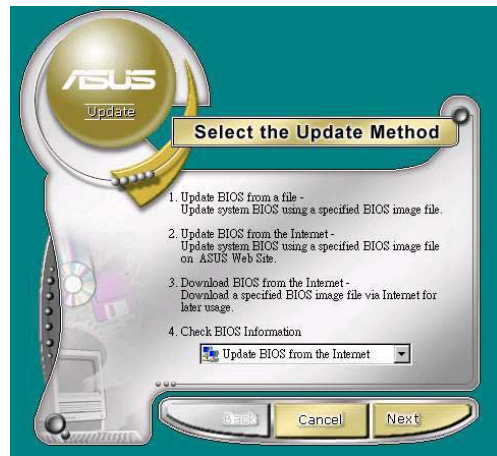 ASUS
Update
Select the Update Method
1. Update BIOS from a file -
Update system BIOS using a specified BIOS image file.
2. Update BIOS from the Internet -
Update system BIOS using a specified BIOS image file
on ASUS Web Site.
3. Download BIOS from the Internet -
Download a specified BIOS image file via Internet for
later usage.
4. Check BIOS Information
Update BIOS from the Internet
Back Cancel Next